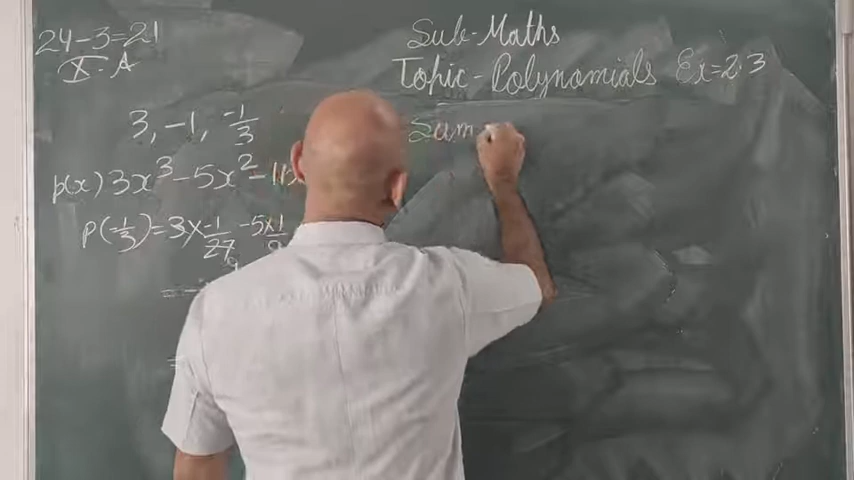 24-3=21
X-A
Sub-Maths
Topic-Polynomials Ex=2.3
Sum
3, -1, -1/3
p(x) 3x³-5x²-11x
P(-1/3)=3x-1/27 -5x1/9
=
=